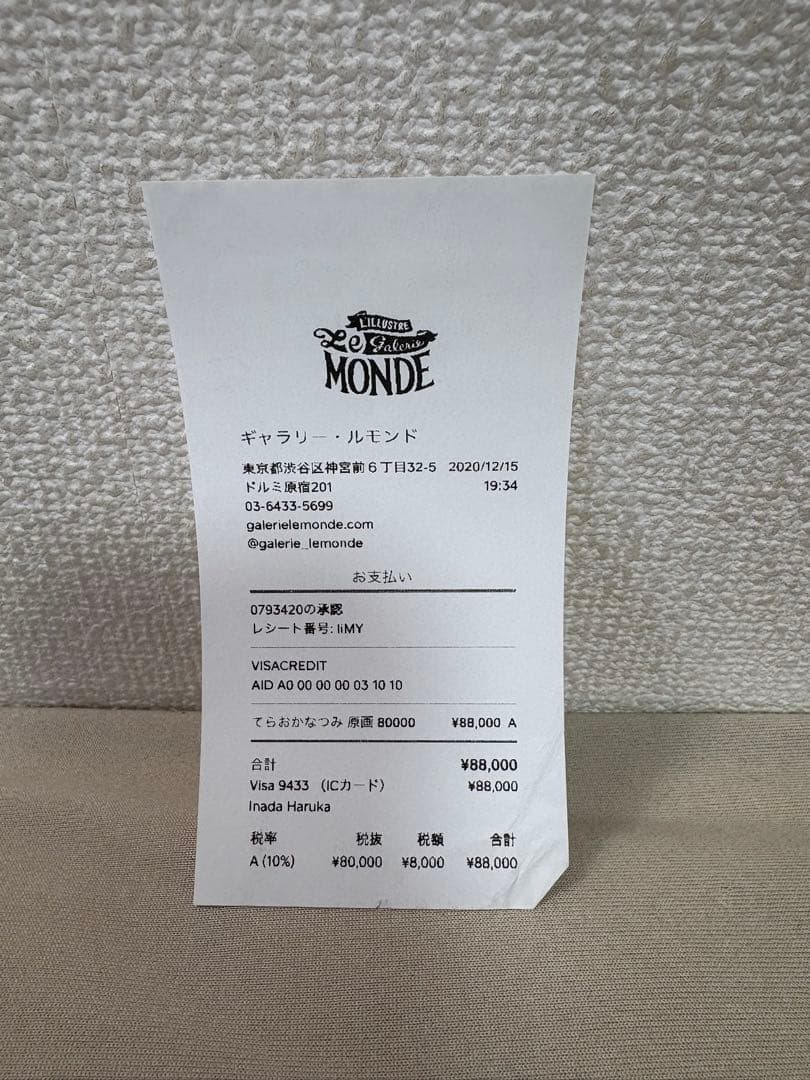 L'ILLUSTRE
Le Galerie
MONDE
ギャラリー・ルモンド
東京都渋谷区神宮前６丁目32-5 2020/12/15
ドルミ原宿201 19:34
03-6433-5699
galerielemonde.com
@galerie_lemonde
お支払い
0793420の承認
レシート番号: liMY
VISACREDIT
AID A0 00 00 00 03 10 10
てらおかなつみ 原画 80000 ¥88,000 A
合計 ¥88,000
Visa 9433 （ICカード） ¥88,000
Inada Haruka
税率 税抜 税額 合計
A (10%) ¥80,000 ¥8,000 ¥88,000